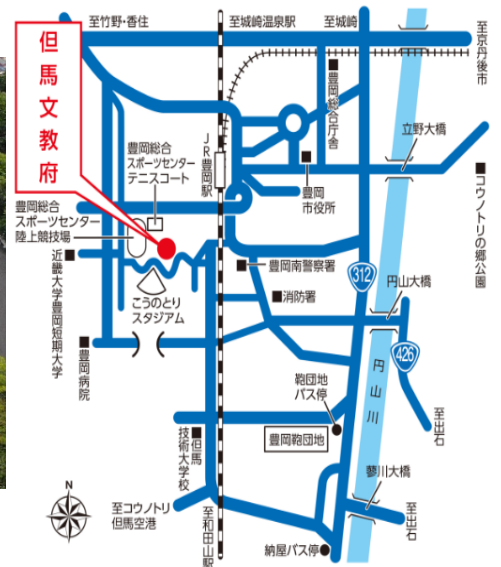 至竹野・香住
至城崎温泉駅
至城崎
至京丹後市
但馬文教府
豊岡総合庁舎
立野大橋
JR豊岡駅
豊岡総合
スポーツセンター
テニスコート
豊岡
市役所
コウノトリの郷公園
豊岡総合
スポーツセンター
陸上競技場
近畿大学豊岡短期大学
こうのとり
スタジアム
豊岡南警察署
消防署
312
円山大橋
426
豊岡病院
円山川
鞄団地
バス停
豊岡鞄団地
至出石
但馬
技術大学校
蓼川大橋
N
至コウノトリ
但馬空港
至和田山駅
至出石
納屋バス停